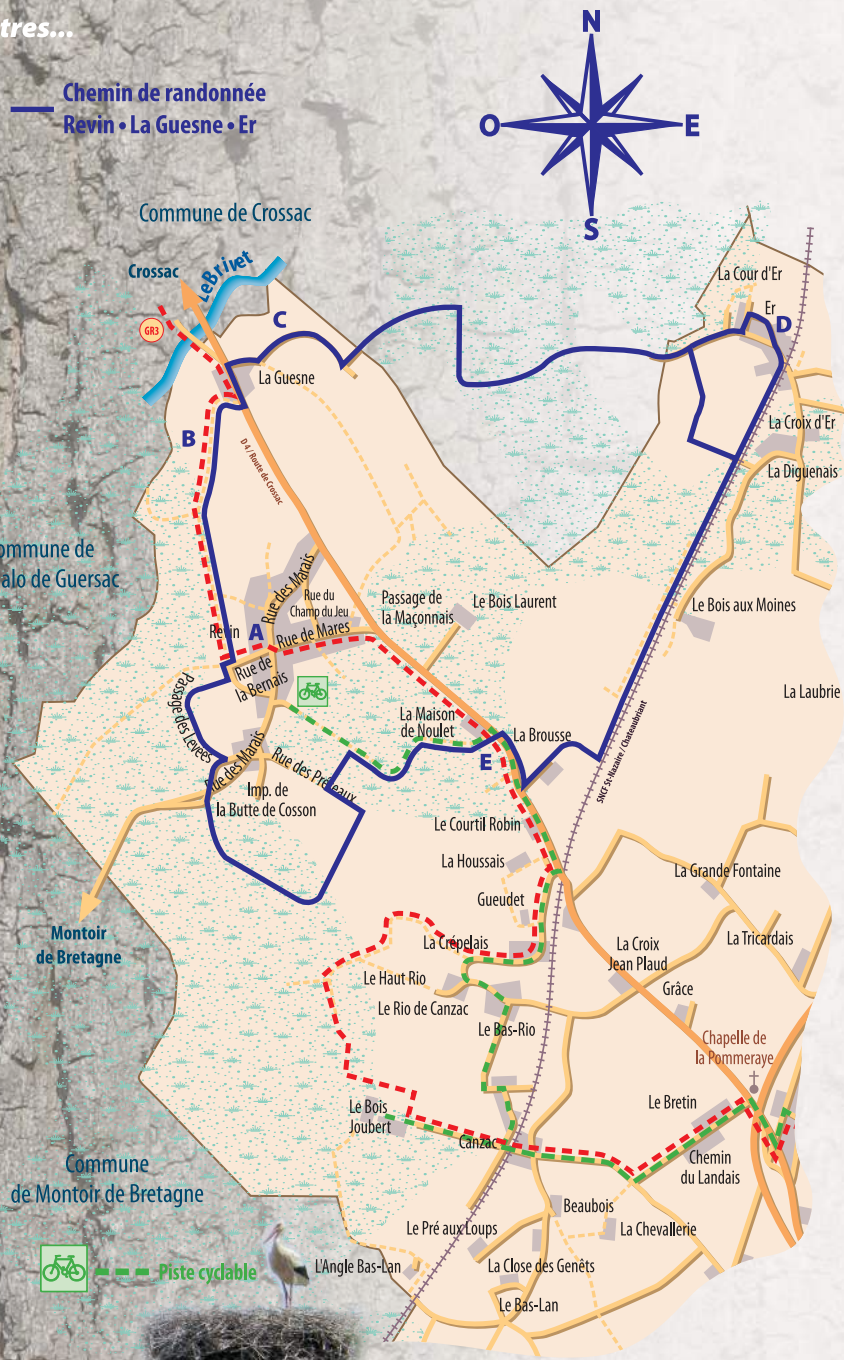 tres...
N
O
E
S
Chemin de randonnée
Revin • La Guesne • Er
Commune de Crossac
Crossac
Le Brivet
GR3
C
La Cour d'Er
Er
D
La Guesne
B
D 4 / Route de Crossac
La Croix d'Er
La Diguenais
ommune de
alo de Guersac
Rue des Marais
Rue du
Champ du Jeu
Passage de
la Maçonnais
Le Bois Laurent
Le Bois aux Moines
Revin
A
Rue de Mares
Rue de
la Bernais
Passage des Levées
La Laubrie
La Maison
de Noulet
La Brousse
E
SNCF St-Nazaire / Chateaubriant
Rue des Marais
Rue des Préleaux
Imp. de
la Butte de Cosson
Le Courtil Robin
La Houssais
La Grande Fontaine
Gueudet
Montoir
de Bretagne
La Crépelais
La Croix
Jean Plaud
La Tricardais
Le Haut Rio
Grâce
Le Rio de Canzac
Le Bas-Rio
Chapelle de
la Pommeraye
Le Bois
Joubert
Le Bretin
Canzac
Chemin
du Landais
Commune
de Montoir de Bretagne
Beaubois
Le Pré aux Loups
La Chevallerie
L'Angle Bas-Lan
La Close des Genêts
Piste cyclable
Le Bas-Lan